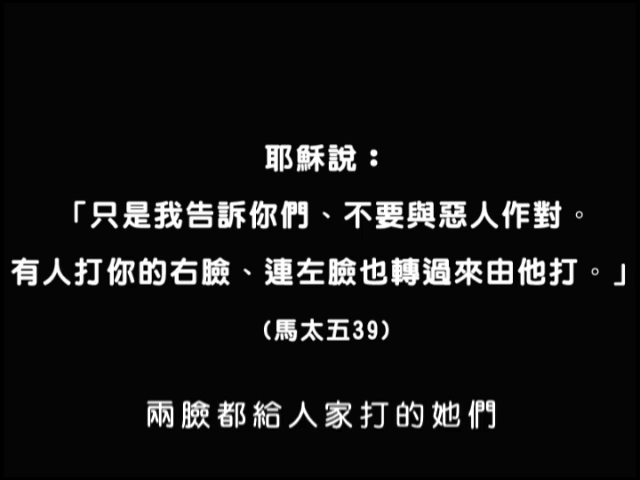 耶穌說：
「只是我告訴你們、不要與惡人作對。
有人打你的右臉、連左臉也轉過來由他打。」
(馬太五39)
兩臉都給人家打的她們